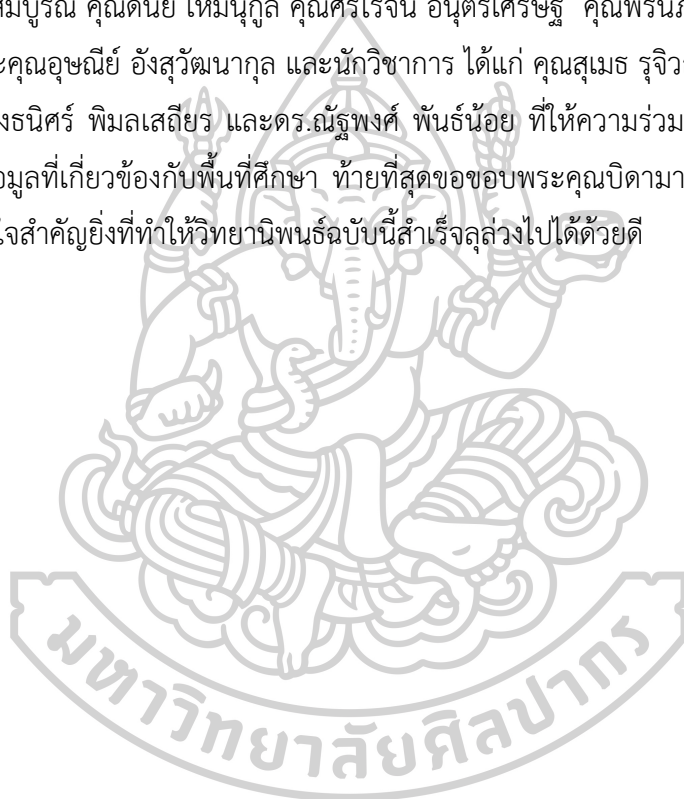 สมบูรณ์ คุณดนัย เหมนุกูล คุณศรีโรจน์ อนุตรเศรษฐ
ะคุณอุษณีย์ อังสุวัฒนากุล และนักวิชาการ ได้แก่ คุณสุเมธ
งธนิศร์ พิมลเสถียร และดร.ณัฐพงศ์ พันธ์น้อย ที่ให้ความร่วม
อมูลที่เกี่ยวข้องกับพื้นที่ศึกษา ท้ายที่สุดขอขอบพระคุณบิดามา
ใจสำคัญยิ่งที่ทำให้วิทยานิพนธ์ฉบับนี้สำเร็จลุล่วงไปได้ด้วยดี
มหาวิทยาลัยศิลปากร